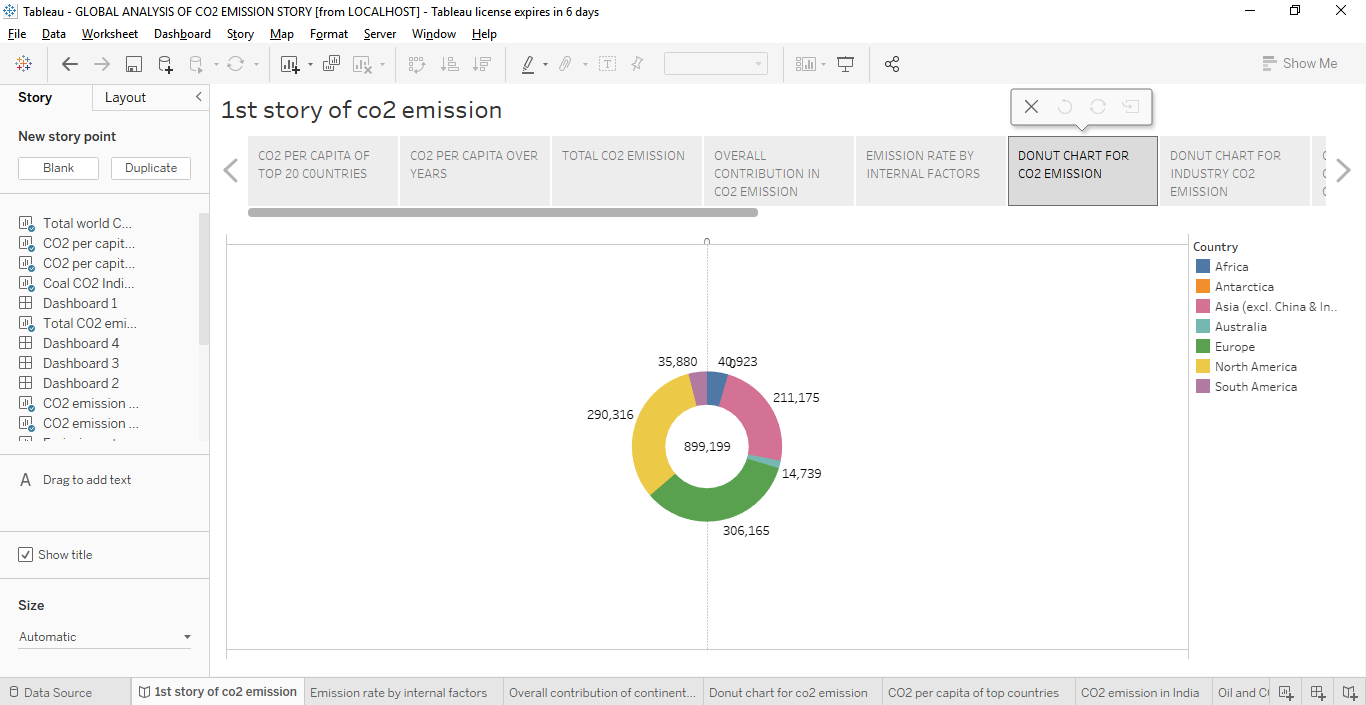 Tableau - GLOBAL ANALYSIS OF CO2 EMISSION STORY [from LOCALHOST] - Tableau license expires in 6 days
File Data Worksheet Dashboard Story Map Format Server Window Help
Show Me
Story Layout
New story point
Blank Duplicate
Total world C...
CO2 per capit...
CO2 per capit...
Coal CO2 Indi...
Dashboard 1
Total CO2 emi...
Dashboard 4
Dashboard 3
Dashboard 2
CO2 emission ...
CO2 emission ...
A Drag to add text
Show title
Size
Automatic
1st story of co2 emission
CO2 PER CAPITA OF
TOP 20 COUNTRIES
CO2 PER CAPITA OVER
YEARS
TOTAL CO2 EMISSION
OVERALL
CONTRIBUTION IN
CO2 EMISSION
EMISSION RATE BY
INTERNAL FACTORS
DONUT CHART FOR
CO2 EMISSION
DONUT CHART FOR
INDUSTRY CO2
EMISSION
0
35,880
40,923
0
211,175
290,316
899,199
14,739
306,165
Country
Africa
Antarctica
Asia (excl. China & In..
Australia
Europe
North America
South America
Data Source 1st story of co2 emission Emission rate by internal factors Overall contribution of continent... Donut chart for co2 emission CO2 per capita of top countries CO2 emission in India Oil and C